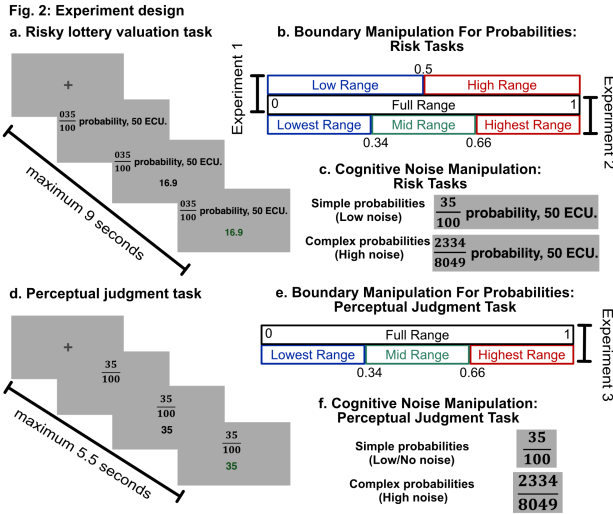 Fig. 2: Experiment design
a. Risky lottery valuation task
+
035
100 probability, 50 ECU.
035
100 probability, 50 ECU.
16.9
035
100 probability, 50 ECU.
16.9
maximum 9 seconds
b. Boundary Manipulation For Probabilities:
Risk Tasks
Experiment 1
0.5
Low Range High Range
0 Full Range 1
Lowest Range Mid Range Highest Range
0.34 0.66
Experiment 2
c. Cognitive Noise Manipulation:
Risk Tasks
Simple probabilities
(Low noise)
35
100 probability, 50 ECU.
Complex probabilities
(High noise)
2334
8049 probability, 50 ECU.
d. Perceptual judgment task
+
35
100
35
100
35
35
100
35
maximum 5.5 seconds
e. Boundary Manipulation For Probabilities:
Perceptual Judgment Task
0 Full Range 1
Lowest Range Mid Range Highest Range
0.34 0.66
Experiment 3
f. Cognitive Noise Manipulation:
Perceptual Judgment Task
Simple probabilities
(Low/No noise)
35
100
Complex probabilities
(High noise)
2334
8049